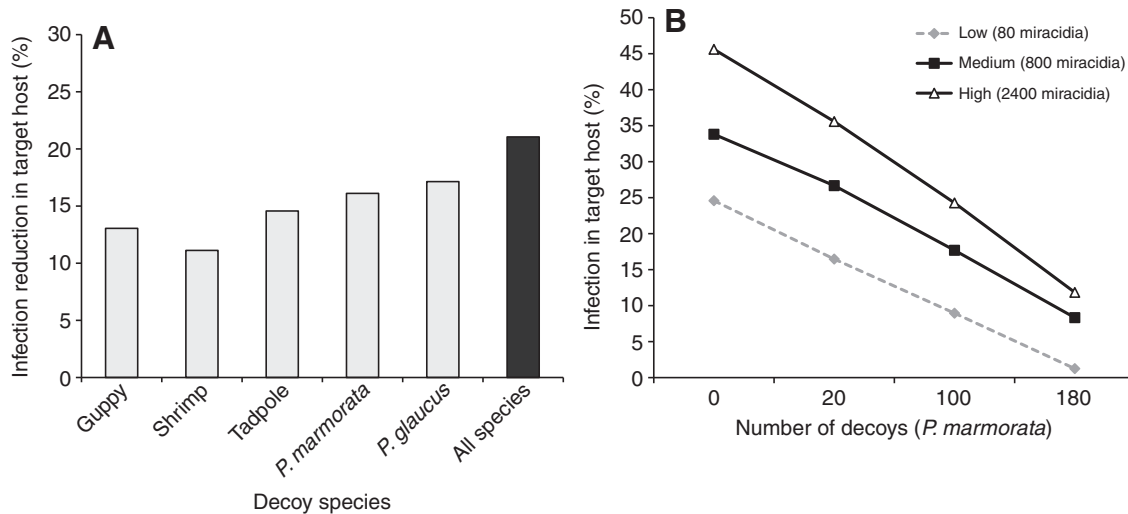 A
Infection reduction in target host (%)
30
25
20
15
10
5
0
Guppy
Shrimp
Tadpole
P. marmorata
P. glaucus
All species
Decoy species
B
Infection in target host (%)
50
45
40
35
30
25
20
15
10
5
0
Low (80 miracidia)
Medium (800 miracidia)
High (2400 miracidia)
0 20 100 180
Number of decoys (P. marmorata)